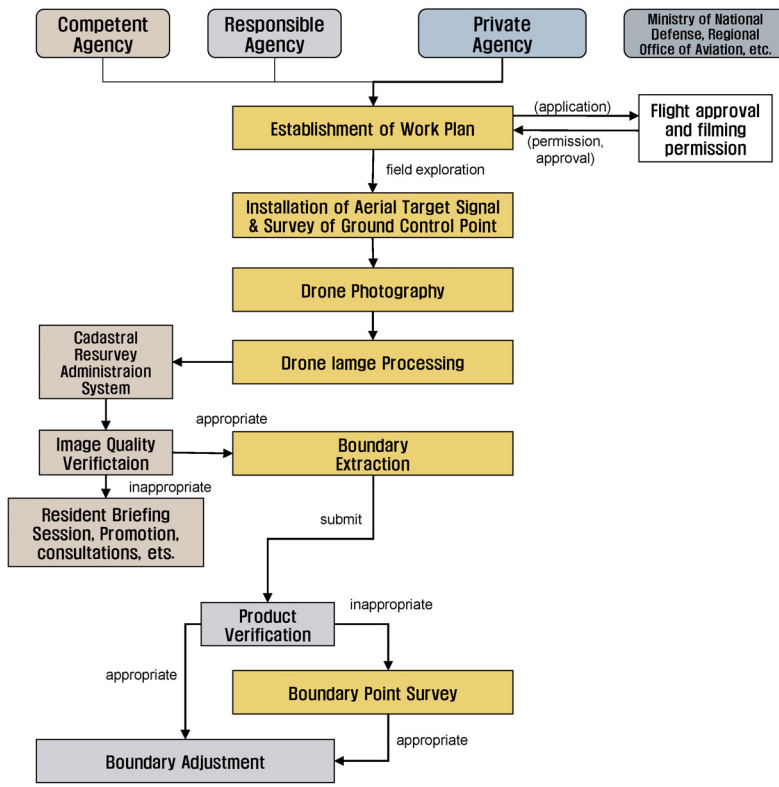 Competent
Agency
Responsible
Agency
Private
Agency
Ministry of National
Defense, Regional
Office of Aviation, etc.
Establishment of Work Plan
(application)
(permission,
approval)
Flight approval
and filming
permission
field exploration
Installation of Aerial Target Signal
& Survey of Ground Control Point
Drone Photography
Drone Iamge Processing
Cadastral
Resurvey
Administraion
System
appropriate
Image Quality
Verifictaion
Boundary
Extraction
inappropriate
Resident Briefing
Session, Promotion,
consultations, ets.
submit
Product
Verification
inappropriate
appropriate
Boundary Point Survey
appropriate
Boundary Adjustment